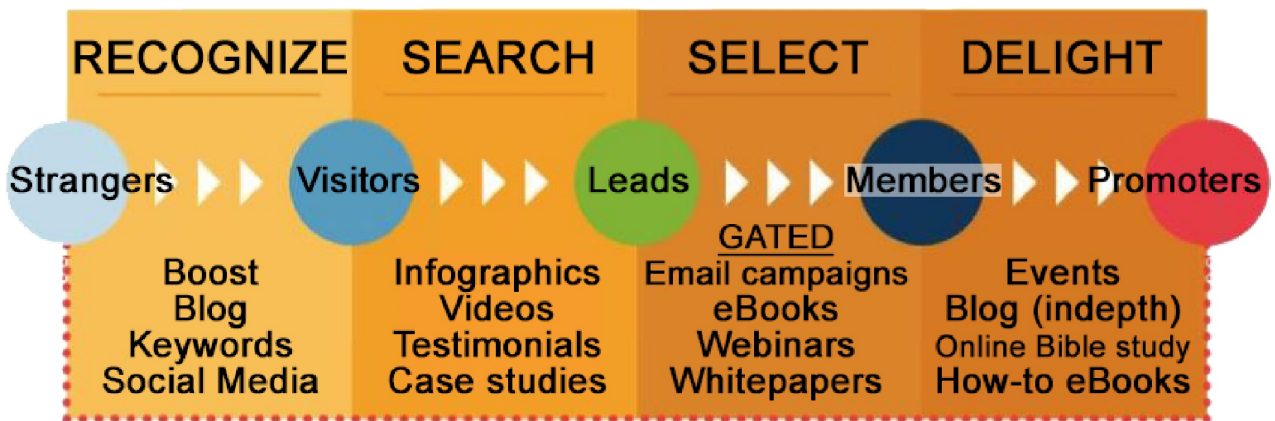 RECOGNIZE
SEARCH
SELECT
DELIGHT
Strangers
Visitors
Leads
Members
Promoters
Boost
Blog
Keywords
Social Media
Infographics
Videos
Testimonials
Case studies
GATED
Email campaigns
eBooks
Webinars
Whitepapers
Events
Blog (indepth)
Online Bible study
How-to eBooks